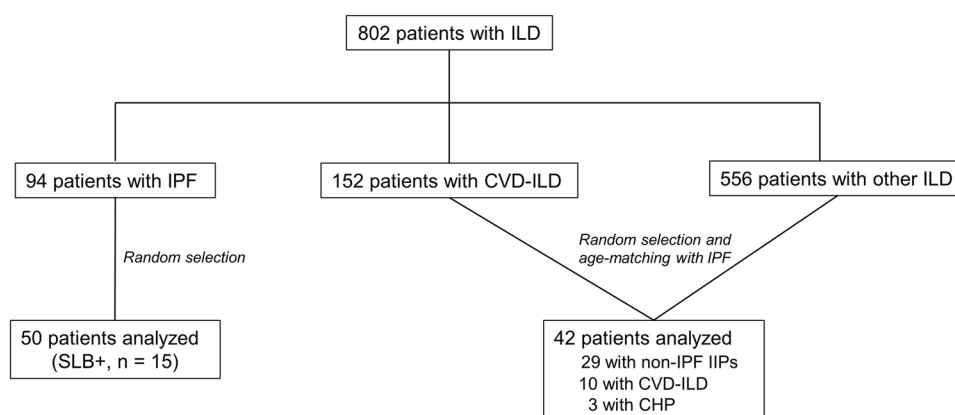 802 patients with ILD
94 patients with IPF
152 patients with CVD-ILD
556 patients with other ILD
Random selection
Random selection and
age-matching with IPF
50 patients analyzed
(SLB+, n = 15)
42 patients analyzed
29 with non-IPF IIPs
10 with CVD-ILD
3 with CHP